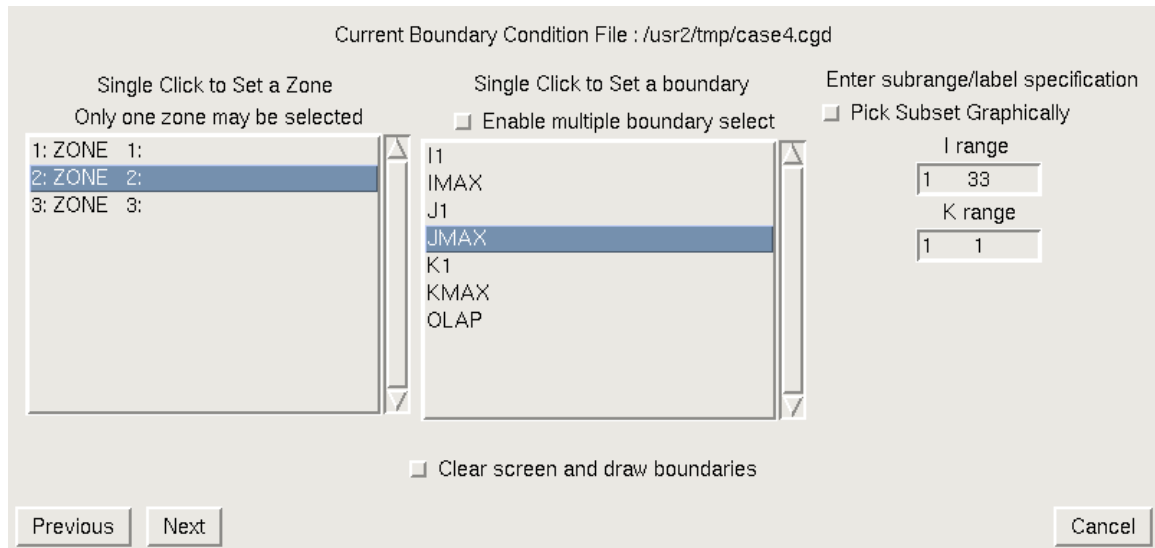 Current Boundary Condition File : /usr2/tmp/case4.cgd
Single Click to Set a Zone
Only one zone may be selected
1: ZONE 1:
2: ZONE 2:
3: ZONE 3:
Single Click to Set a boundary
Enable multiple boundary select
I1
IMAX
J1
JMAX
K1
KMAX
OLAP
Enter subrange/label specification
Pick Subset Graphically
I range
1 33
K range
1 1
Clear screen and draw boundaries
Previous
Next
Cancel